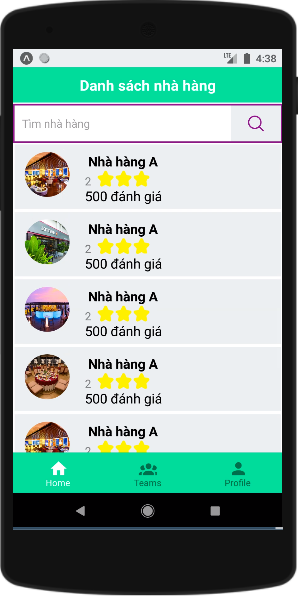 LTE 4:38
Danh sách nhà hàng
Tìm nhà hàng
Nhà hàng A
2
500 đánh giá
Nhà hàng A
2
500 đánh giá
Nhà hàng A
2
500 đánh giá
Nhà hàng A
2
500 đánh giá
Nhà hàng A
2
Home Teams Profile